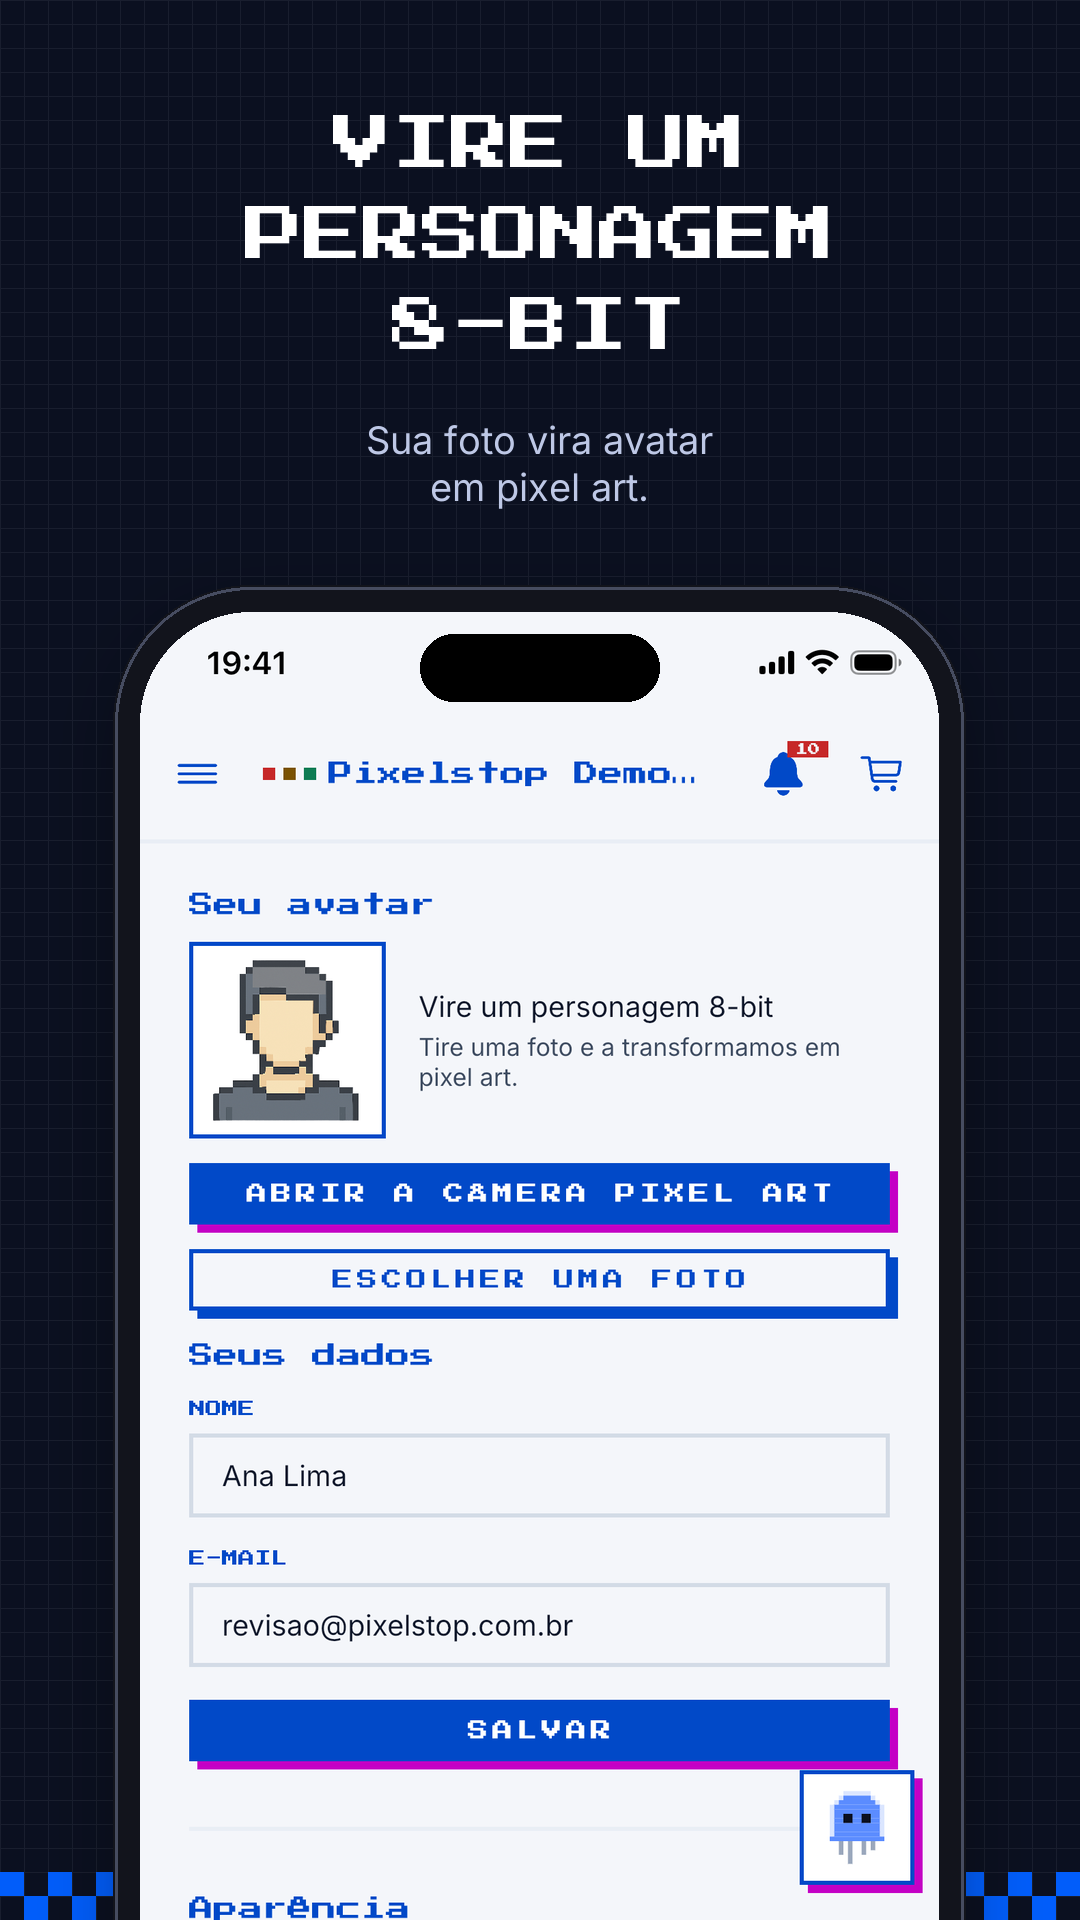 VIRE UM
PERSONAGEM
8-BIT
Sua foto vira avatar
em pixel art.
19:41
10
Pixelstop Demo...
Seu avatar
Vire um personagem 8-bit
Tire uma foto e a transformamos em
pixel art.
ABRIR A CÂMERA PIXEL ART
ESCOLHER UMA FOTO
Seus dados
NOME
Ana Lima
E-MAIL
revisao@pixelstop.com.br
SALVAR
Aparência